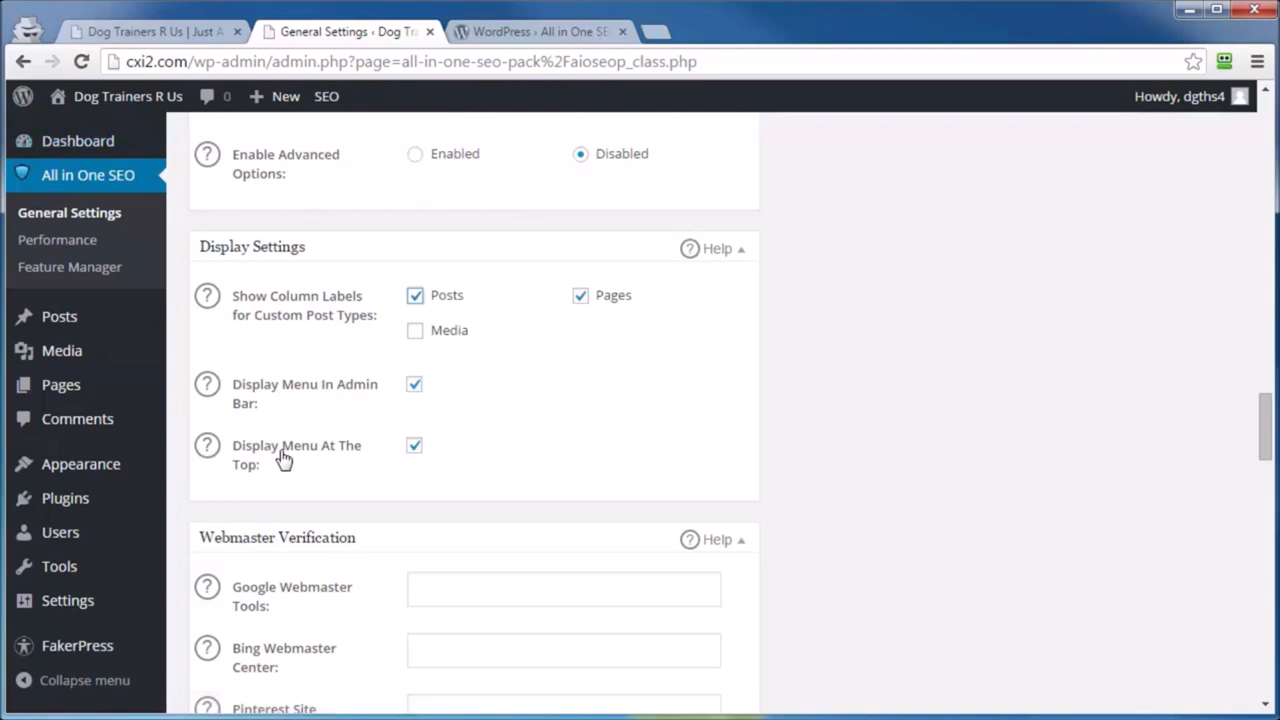 Dog Trainers R Us | Just A
General Settings ‹ Dog Tra
WordPress › All in One SE
cxi2.com/wp-admin/admin.php?page=all-in-one-seo-pack%2Faioseop_class.php
Dog Trainers R Us
0
New
SEO
Howdy, dgths4
Dashboard
All in One SEO
General Settings
Performance
Feature Manager
Posts
Media
Pages
Comments
Appearance
Plugins
Users
Tools
Settings
FakerPress
Collapse menu
Enable Advanced
Options:
Enabled
Disabled
Display Settings
Help
Show Column Labels
for Custom Post Types:
Posts
Pages
Media
Display Menu In Admin
Bar:
Display Menu At The
Top:
Webmaster Verification
Help
Google Webmaster
Tools:
Bing Webmaster
Center:
Pinterest Site